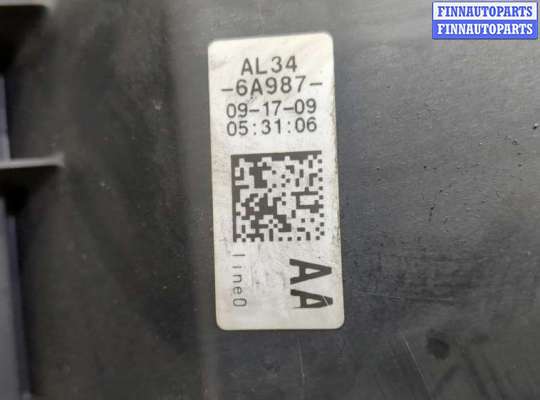 FINNAUTOPARTS
FINNAUTOPARTS
AL34
-6A987-
09-17-09
05:31:06
AA
line0